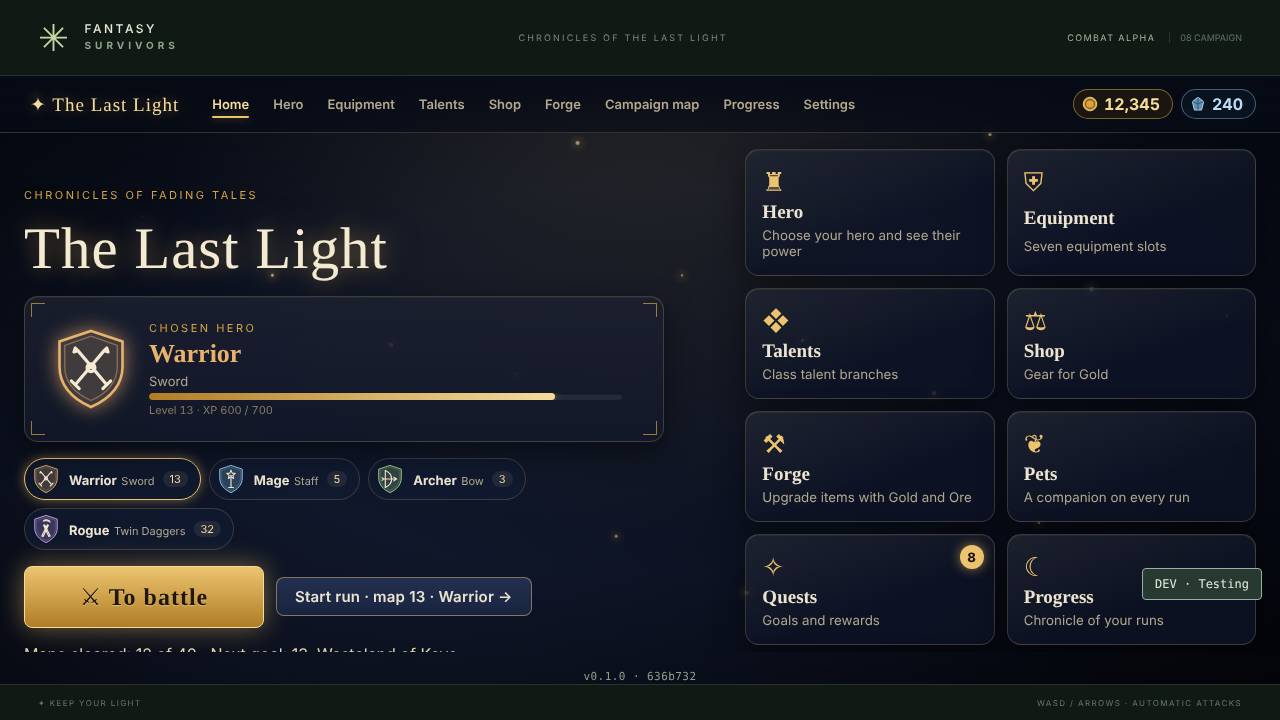 FANTASY
SURVIVORS
CHRONICLES OF THE LAST LIGHT
COMBAT ALPHA
08 CAMPAIGN
The Last Light
Home Hero Equipment Talents Shop Forge Campaign map Progress Settings
12,345
240
CHRONICLES OF FADING TALES
The Last Light
CHOSEN HERO
Warrior
Sword
Level 13 · XP 600 / 700
Warrior Sword 13
Mage Staff 5
Archer Bow 3
Rogue Twin Daggers 32
To battle
Start run · map 13 · Warrior →
Hero
Choose your hero and see their
power
Equipment
Seven equipment slots
Talents
Class talent branches
Shop
Gear for Gold
Forge
Upgrade items with Gold and Ore
Pets
A companion on every run
8
Quests
Goals and rewards
Progress
Chronicle of your runs
DEV · Testing
v0.1.0 · 636b732
KEEP YOUR LIGHT
WASD / ARROWS · AUTOMATIC ATTACKS